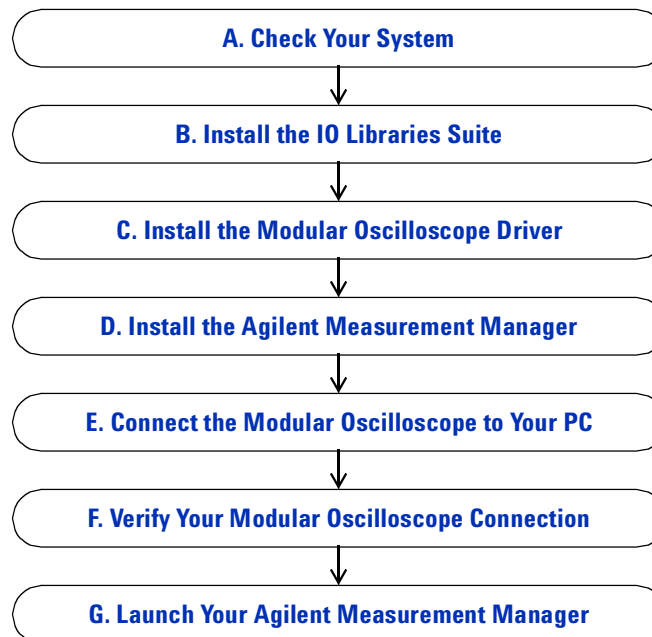 A. Check Your System
B. Install the IO Libraries Suite
C. Install the Modular Oscilloscope Driver
D. Install the Agilent Measurement Manager
E. Connect the Modular Oscilloscope to Your PC
F. Verify Your Modular Oscilloscope Connection
G. Launch Your Agilent Measurement Manager